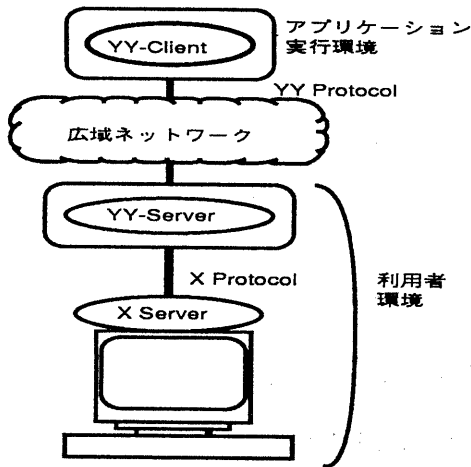 YY-Client
アプリケーション
実行環境
YY Protocol
広域ネットワーク
YY-Server
X Protocol
利用者
環境
X Server